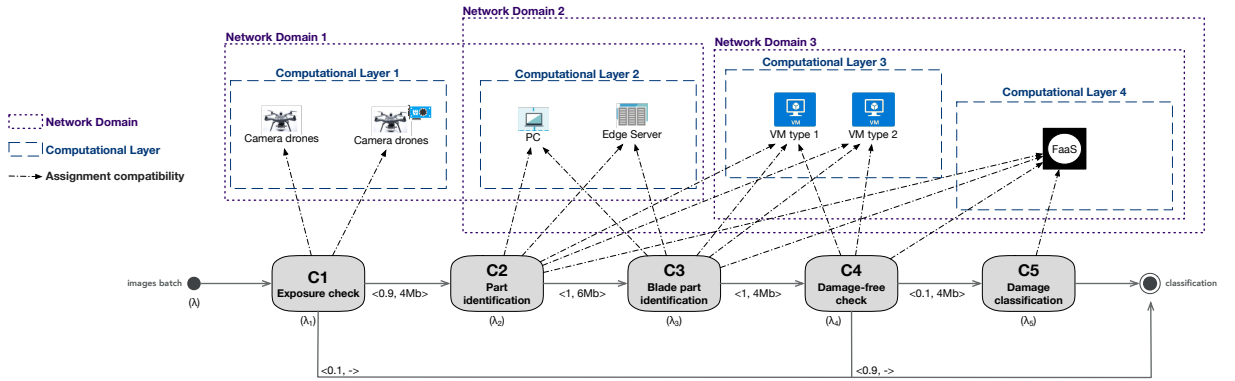 Network Domain 2
Network Domain 1
Network Domain 3
Computational Layer 1
Computational Layer 2
Computational Layer 3
Computational Layer 4
Camera drones
Camera drones
PC
Edge Server
VM
VM type 1
VM
VM type 2
FaaS
Network Domain
Computational Layer
Assignment compatibility
images batch
(λ)
C1
Exposure check
(λ₁)
<0.9, 4Mb>
C2
Part
identification
(λ₂)
<1, 6Mb>
C3
Blade part
identification
(λ₃)
<1, 4Mb>
C4
Damage-free
check
(λ₄)
<0.1, 4Mb>
C5
Damage
classification
(λ₅)
classification
<0.1, ->
<0.9, ->